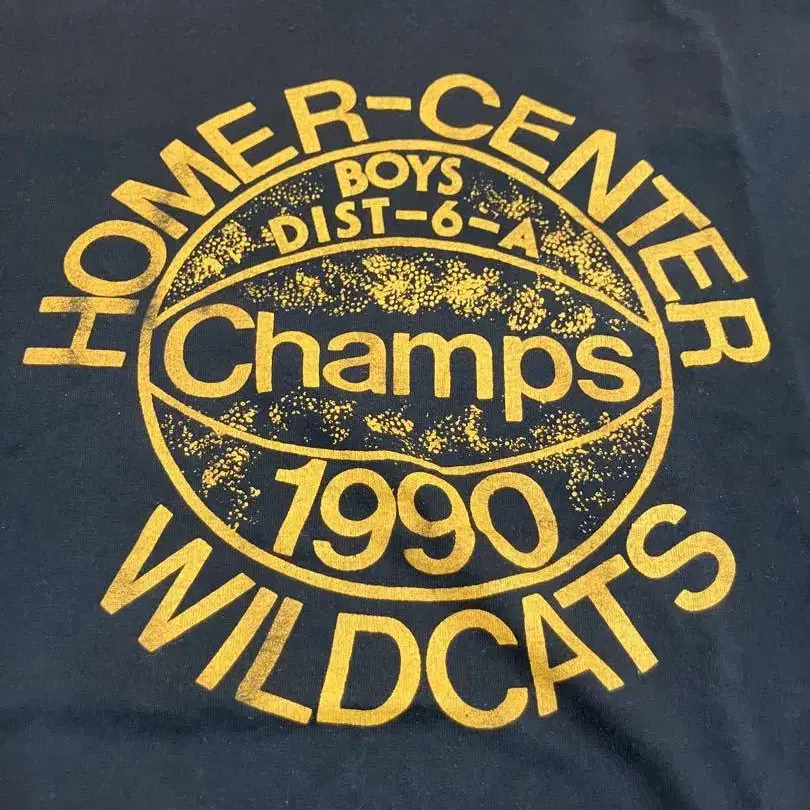 HOMER-CENTER
BOYS
DIST-6-A
Champs
1990
WILDCATS